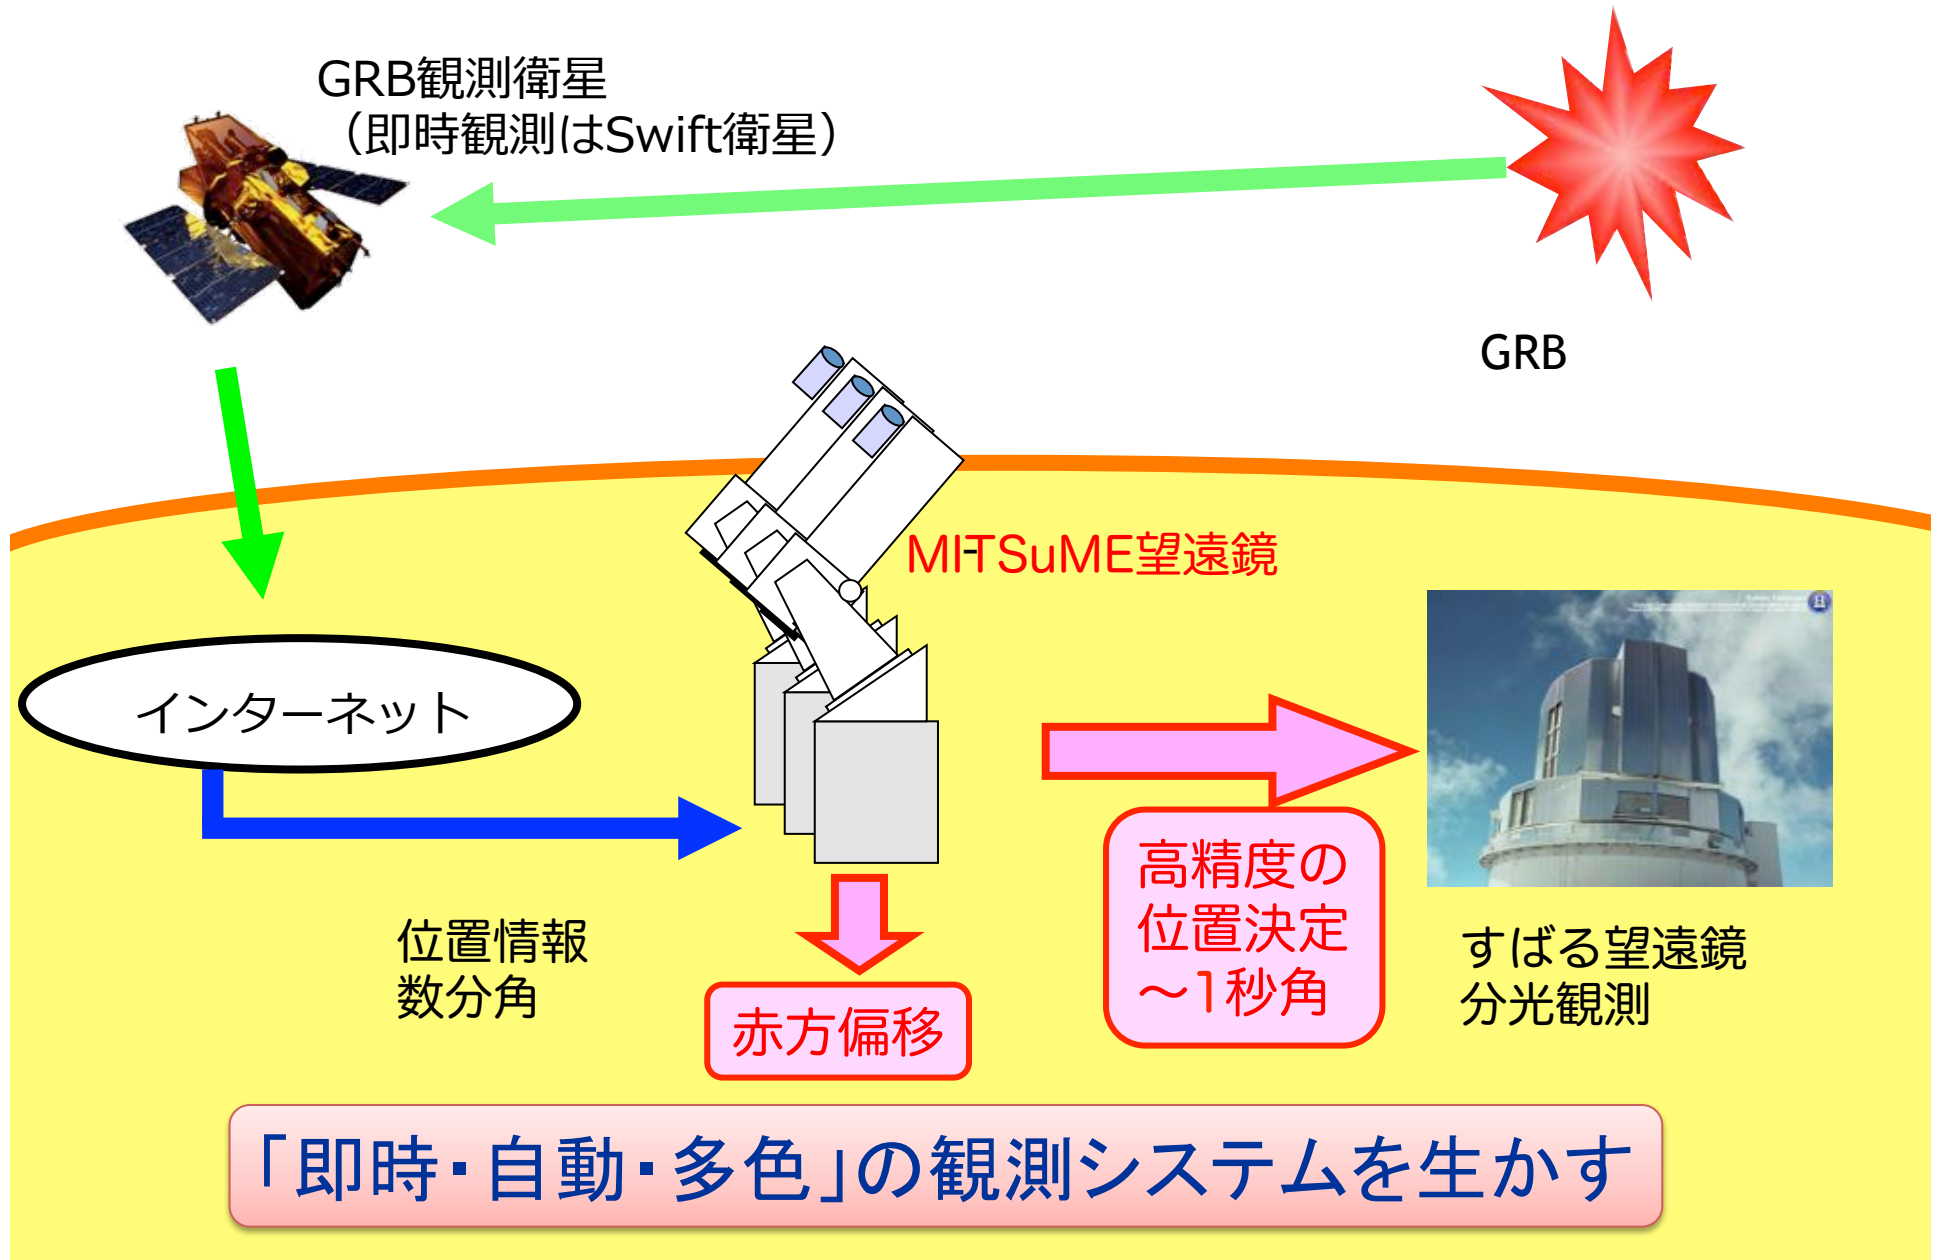 GRB観測衛星
（即時観測はSwift衛星）
GRB
MITSuME望遠鏡
-
インターネット
位置情報
数分角
赤方偏移
高精度の
位置決定
～1秒角
すばる望遠鏡
分光観測
「即時・自動・多色」の観測システムを生かす